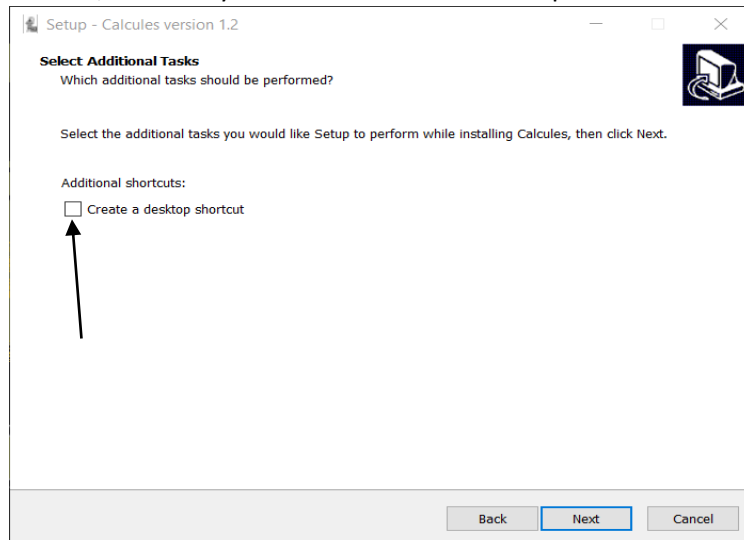 Setup - Calcules version 1.2
Select Additional Tasks
Which additional tasks should be performed?
Select the additional tasks you would like Setup to perform while installing Calcules, then click Next.
Additional shortcuts:
Create a desktop shortcut
Back Next Cancel